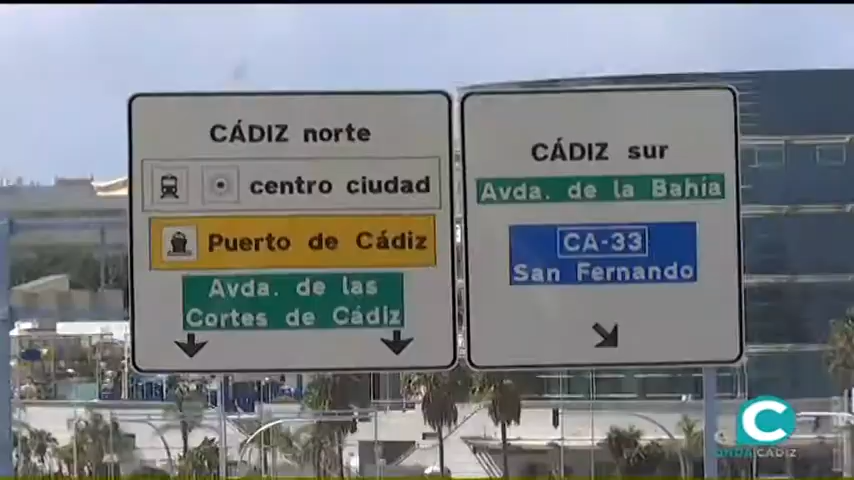 CÁDIZ norte
centro ciudad
Puerto de Cádiz
Avda. de las
Cortes de Cádiz
CÁDIZ sur
Avda. de la Bahía
CA-33
San Fernando
ONDA CÁDIZ